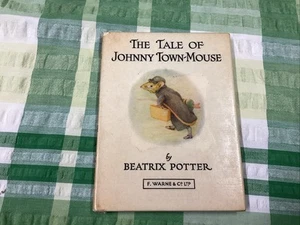 THE TALE OF
JOHNNY TOWN-MOUSE
by
BEATRIX POTTER
F. WARNE & Co LTD